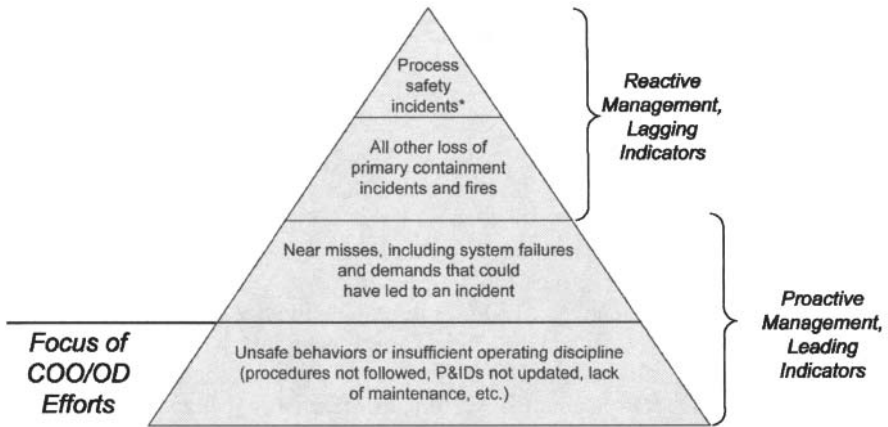 Process
safety
incidents*
All other loss of
primary containment
incidents and fires
Reactive
Management,
Lagging
Indicators
Near misses, including system failures
and demands that could
have led to an incident
Unsafe behaviors or insufficient operating discipline
(procedures not followed, P&IDs not updated, lack
of maintenance, etc.)
Proactive
Management,
Leading
Indicators
Focus of
COO/OD
Efforts